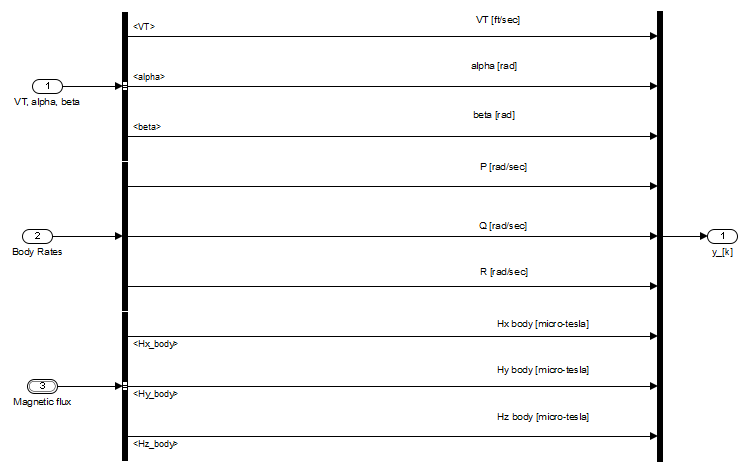 <VT>
VT [ft/sec]
<alpha>
alpha [rad]
1
VT, alpha, beta
<beta>
beta [rad]
P [rad/sec]
2
Body Rates
Q [rad/sec]
1
y_[k]
R [rad/sec]
Hx body [micro-tesla]
<Hx_body>
3
Magnetic flux
Hy body [micro-tesla]
<Hy_body>
Hz body [micro-tesla]
<Hz_body>